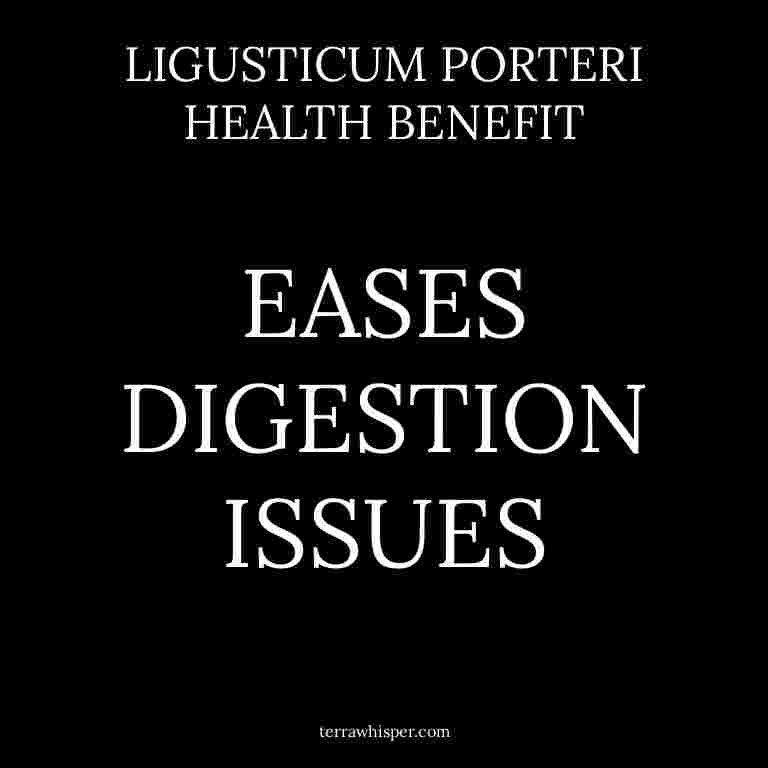 LIGUSTICUM PORTERI
HEALTH BENEFIT
EASES
DIGESTION
ISSUES
terrawhisper.com